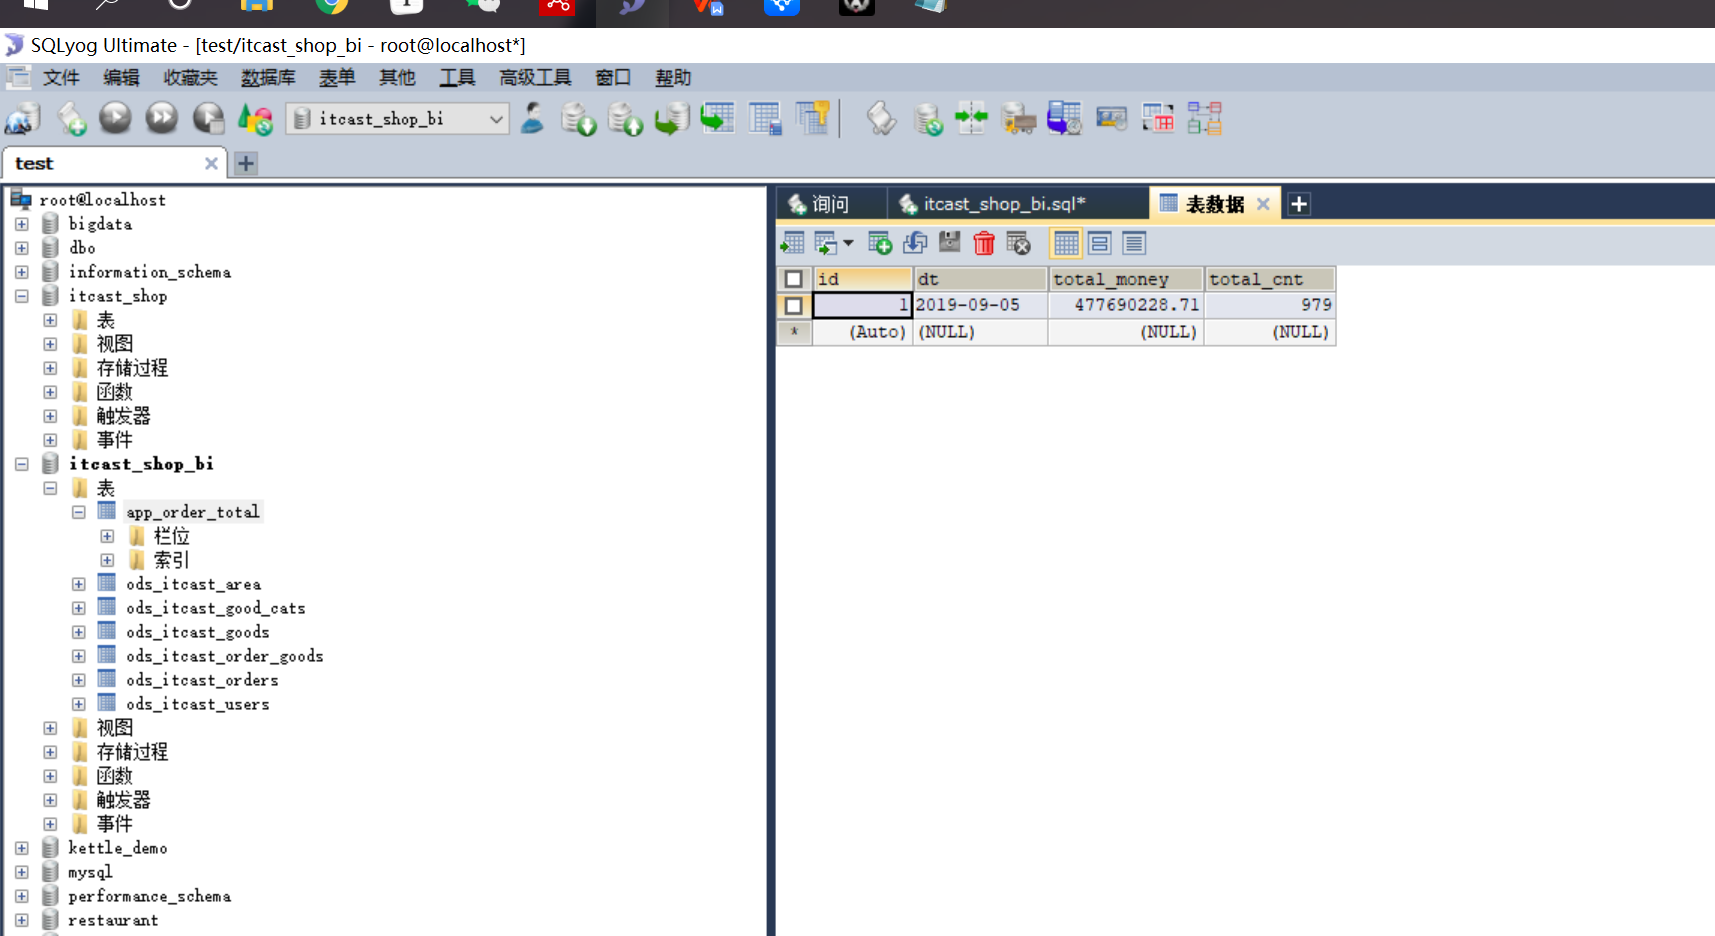 SQLyog Ultimate - [test/itcast_shop_bi - root@localhost*]
文件 编辑 收藏夹 数据库 表单 其他 工具 高级工具 窗口 帮助
itcast_shop_bi
test
root@localhost
bigdata
dbo
information_schema
itcast_shop
表
视图
存储过程
函数
触发器
事件
itcast_shop_bi
表
app_order_total
栏位
索引
ods_itcast_area
ods_itcast_good_cats
ods_itcast_goods
ods_itcast_order_goods
ods_itcast_orders
ods_itcast_users
视图
存储过程
函数
触发器
事件
kettle_demo
mysql
performance_schema
restaurant
询问 itcast_shop_bi.sql* 表数据
id dt total_money total_cnt
1 2019-09-05 477690228.71 979
* (Auto) (NULL) (NULL) (NULL)